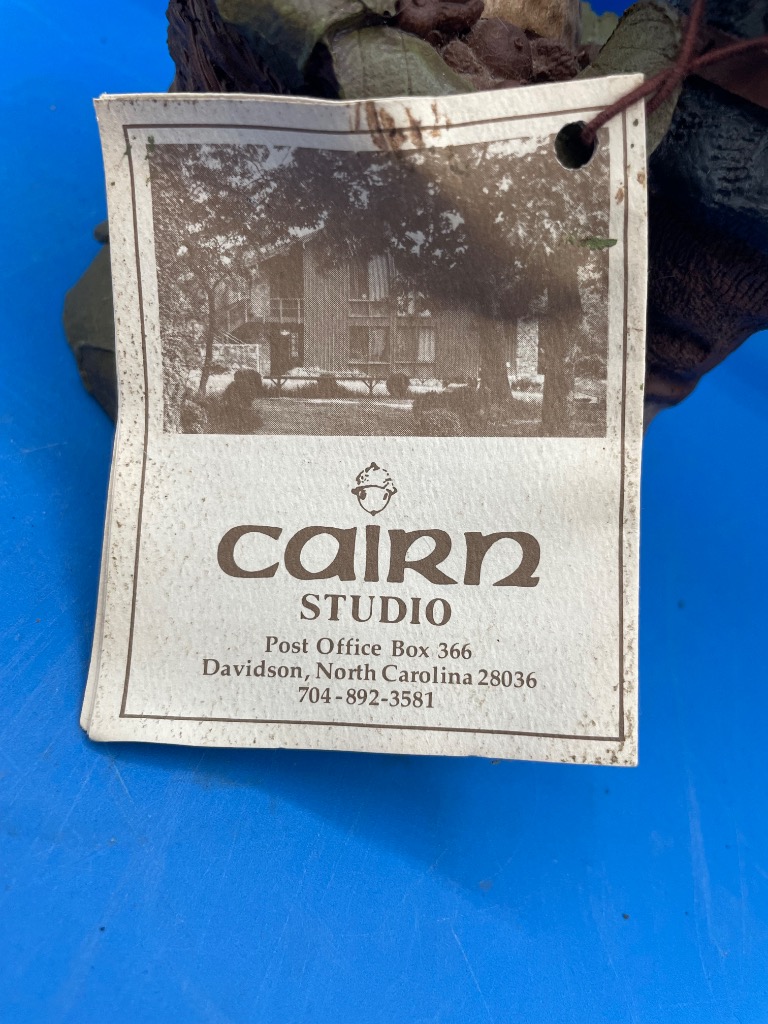 CAIRN
STUDIO
Post Office Box 366
Davidson, North Carolina 28036
704-892-3581